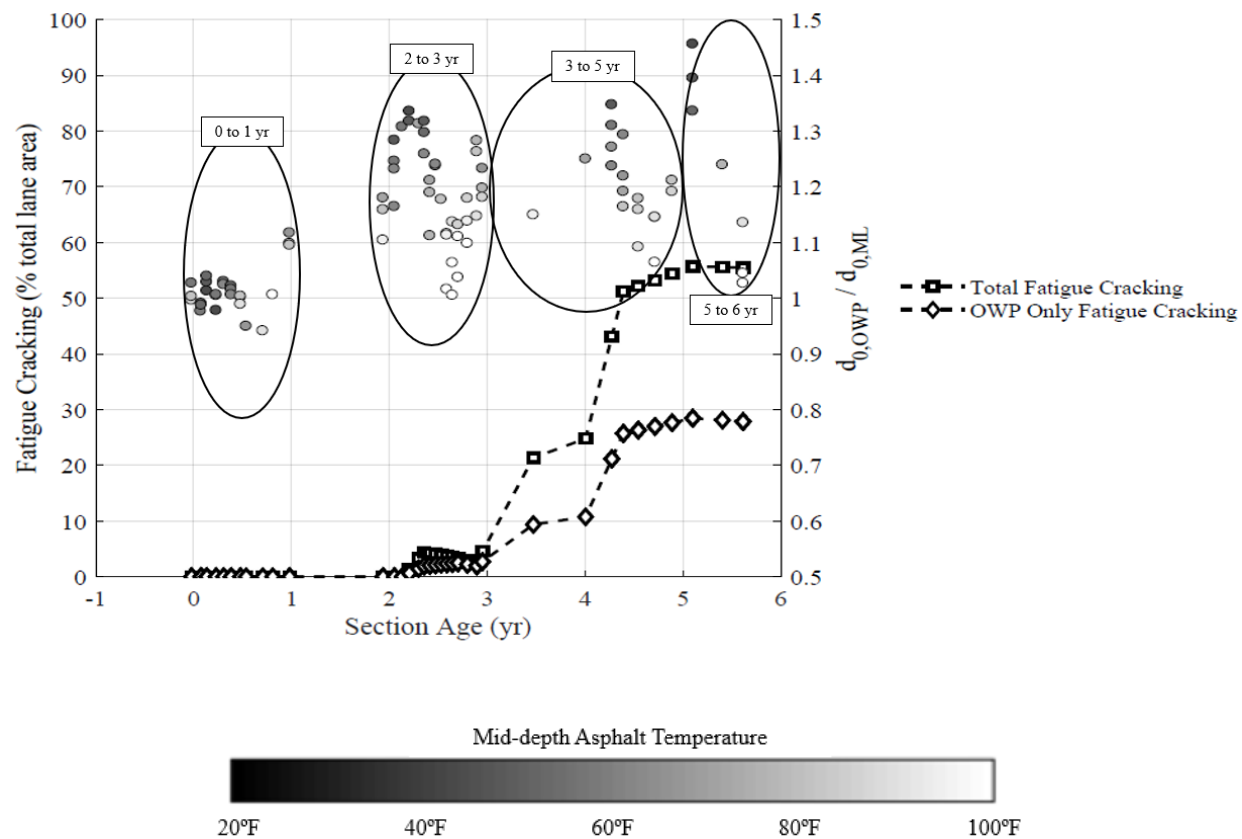 100
90
80
70
60
50
40
30
20
10
0
Fatigue Cracking (% total lane area)
-1
0
1
2
3
4
5
6
Section Age (yr)
1.5
1.4
1.3
1.2
1.1
1
0.9
0.8
0.7
0.6
0.5
d0,OWP / d0,ML
0 to 1 yr
2 to 3 yr
3 to 5 yr
5 to 6 yr
Total Fatigue Cracking
OWP Only Fatigue Cracking
Mid-depth Asphalt Temperature
20ºF 40ºF 60ºF 80ºF 100ºF